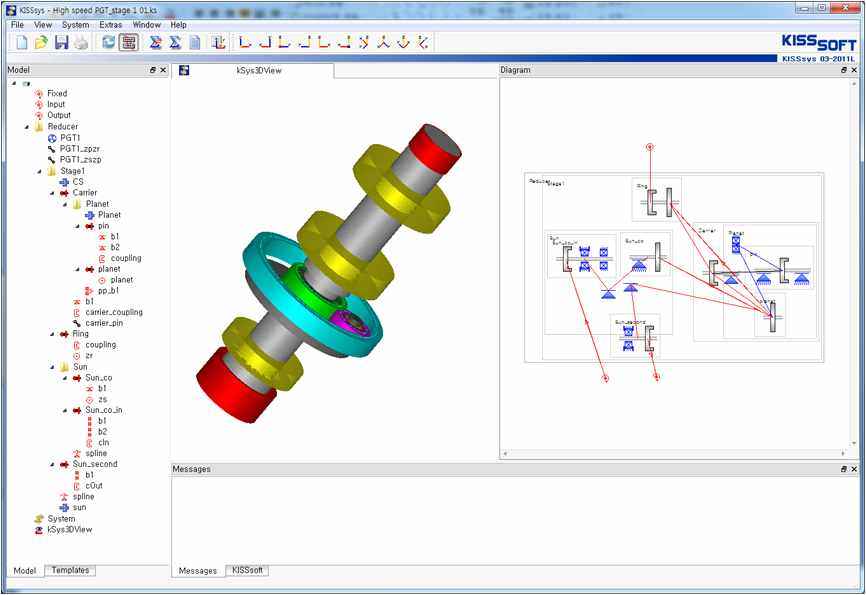 KISSsys - High speed PGT_stage 1 01.ks
File View System Extras Window Help
KISSSOFT
KISSsys 03-2011L
Model
kSys3DView
Diagram
Fixed
Input
Output
Reducer
PGT1
PGT1_zpzr
PGT1_zszp
Stage1
CS
Carrier
Planet
Planet
pin
b1
b2
coupling
planet
planet
pp_b1
b1
carrier_coupling
carrier_pin
Ring
coupling
zr
Sun
Sun_co
b1
zs
Sun_co_in
b1
b2
cIn
spline
Sun_second
b1
cOut
spline
sun
System
kSys3DView
Model Templates
Reducer
Stage1
Ring
Sun
Sun_co
Carrier
Planet
pin
Sun_second
Messages
Messages KISSsoft